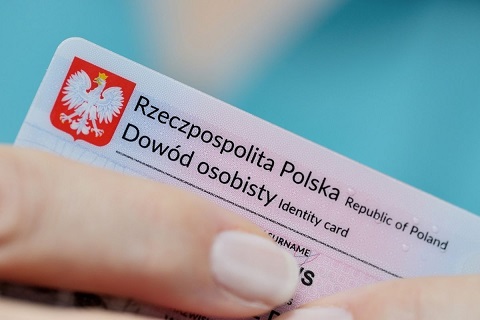 Rzeczpospolita Polska Republic of Poland
Dowód osobisty Identity card
SURNAME